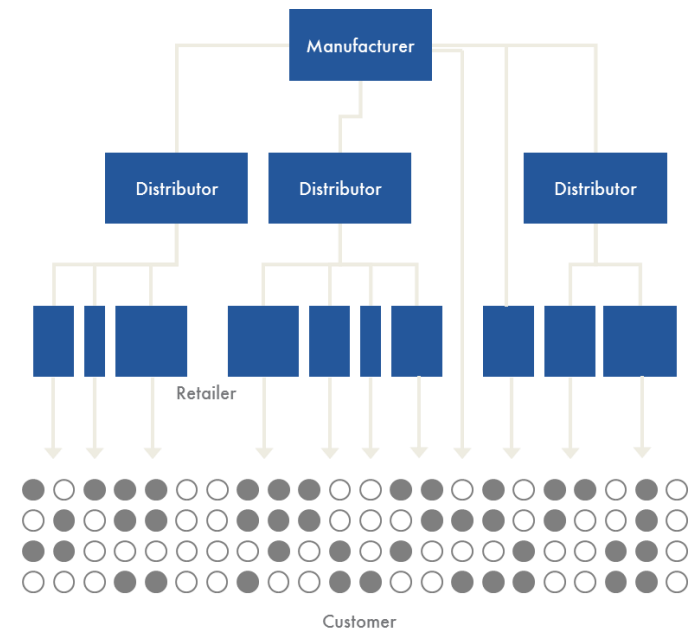 Manufacturer
Distributor
Distributor
Distributor
Retailer
Customer